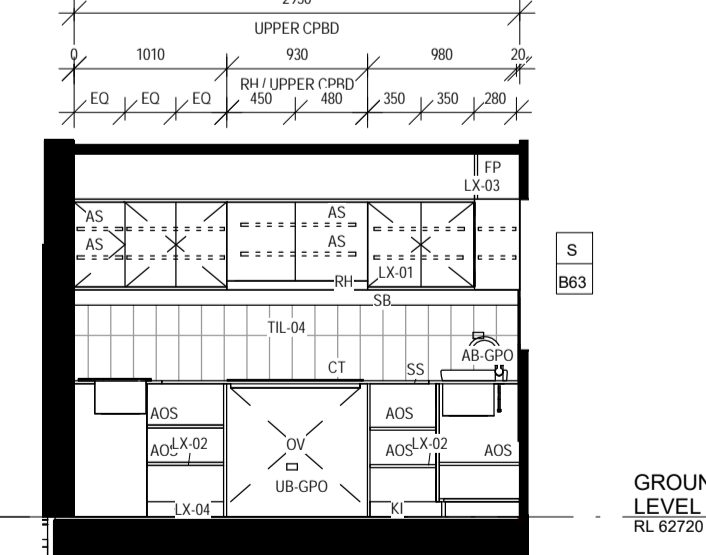 UPPER CPBD
0 1010 930 980 20
RH / UPPER CPBD
EQ EQ EQ 450 480 350 350 280
FP
LX-03
AS AS
AS AS
S
LX-01
B63
RH
SB
TIL-04
AB-GPO
CT SS
AOS AOS
OV
AOS LX-02 AOS LX-02 AOS
UB-GPO
LX-04 KI
GROUN
LEVEL
RL 62720